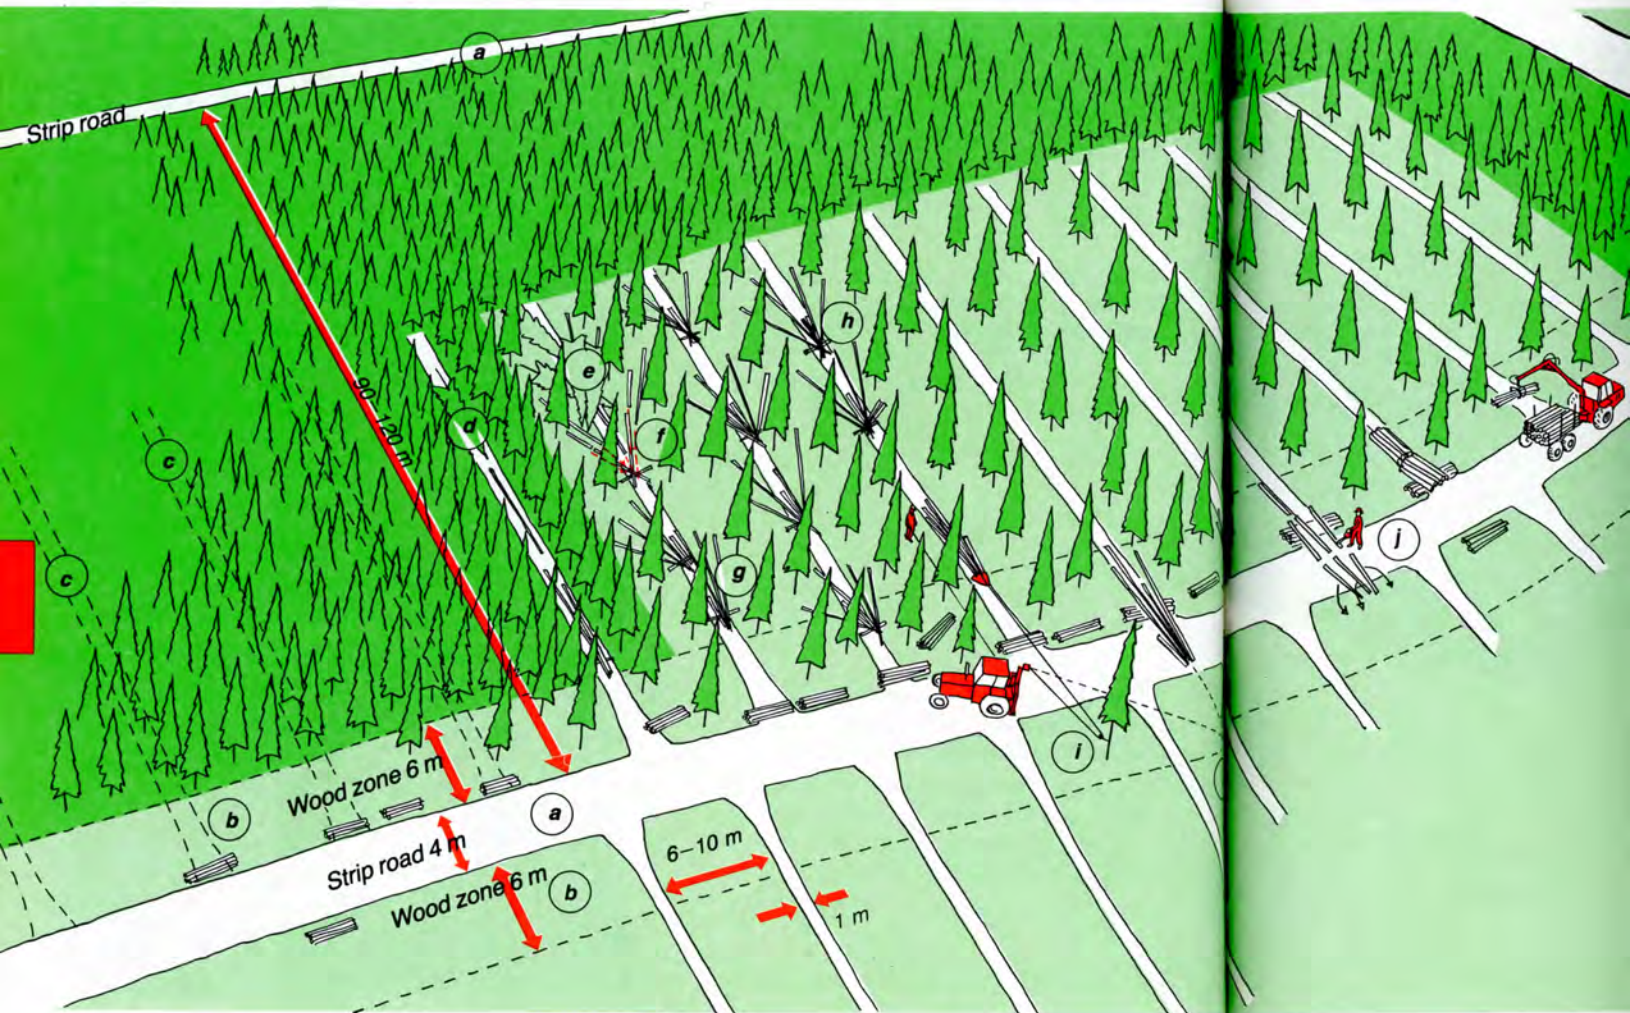 a
Strip road
90–120 m
h
e
d
f
c
c
g
j
i
Wood zone 6 m
b
a
Strip road 4 m
6–10 m
Wood zone 6 m
b
1 m